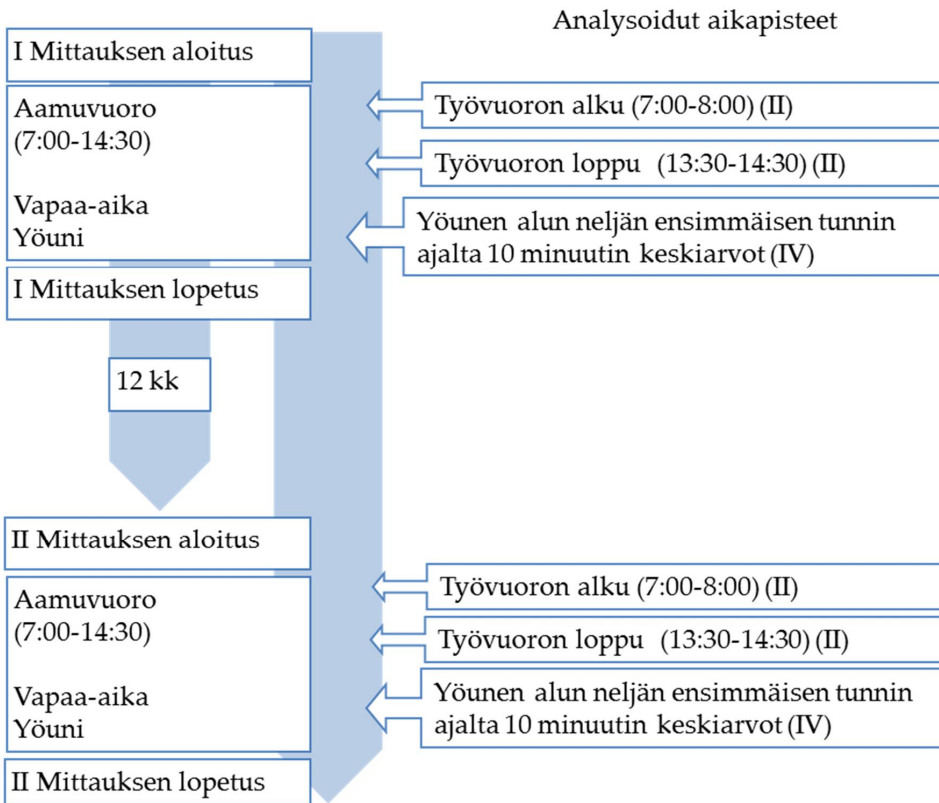 Analysoidut aikapisteet
I Mittauksen aloitus
Aamuvuoro
(7:00-14:30)
Vapaa-aika
Yöuni
Työvuoron alku (7:00-8:00) (II)
Työvuoron loppu (13:30-14:30) (II)
Yöunen alun neljän ensimmäisen tunnin
ajalta 10 minuutin keskiarvot (IV)
I Mittauksen lopetus
12 kk
II Mittauksen aloitus
Aamuvuoro
(7:00-14:30)
Vapaa-aika
Yöuni
Työvuoron alku (7:00-8:00) (II)
Työvuoron loppu (13:30-14:30) (II)
Yöunen alun neljän ensimmäisen tunnin
ajalta 10 minuutin keskiarvot (IV)
II Mittauksen lopetus